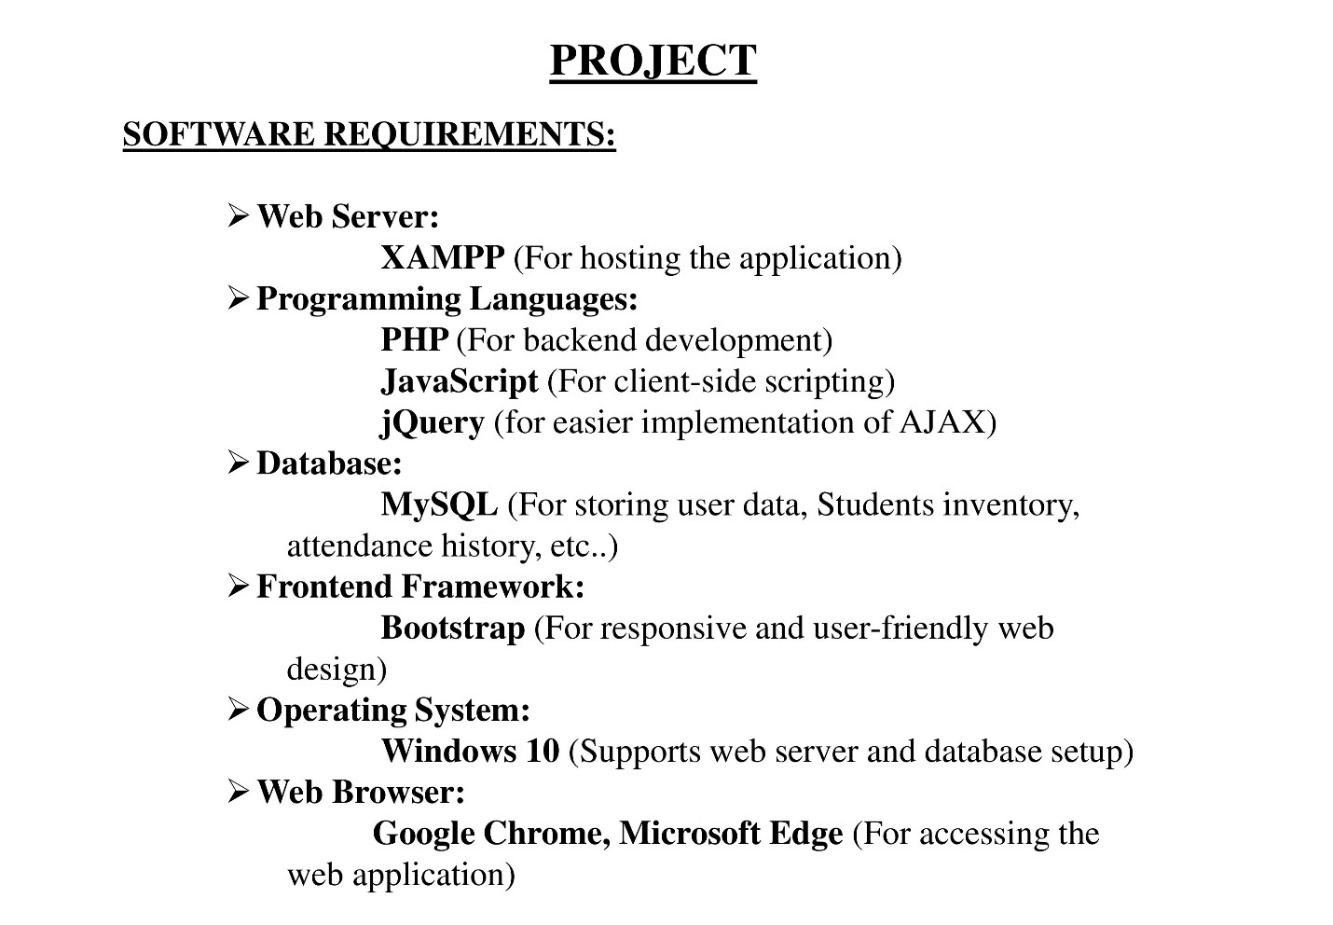 PROJECT
SOFTWARE REQUIREMENTS:
➢ Web Server:
XAMPP (For hosting the application)
➢ Programming Languages:
PHP (For backend development)
JavaScript (For client-side scripting)
jQuery (for easier implementation of AJAX)
➢ Database:
MySQL (For storing user data, Students inventory,
attendance history, etc..)
➢ Frontend Framework:
Bootstrap (For responsive and user-friendly web
design)
➢ Operating System:
Windows 10 (Supports web server and database setup)
➢ Web Browser:
Google Chrome, Microsoft Edge (For accessing the
web application)